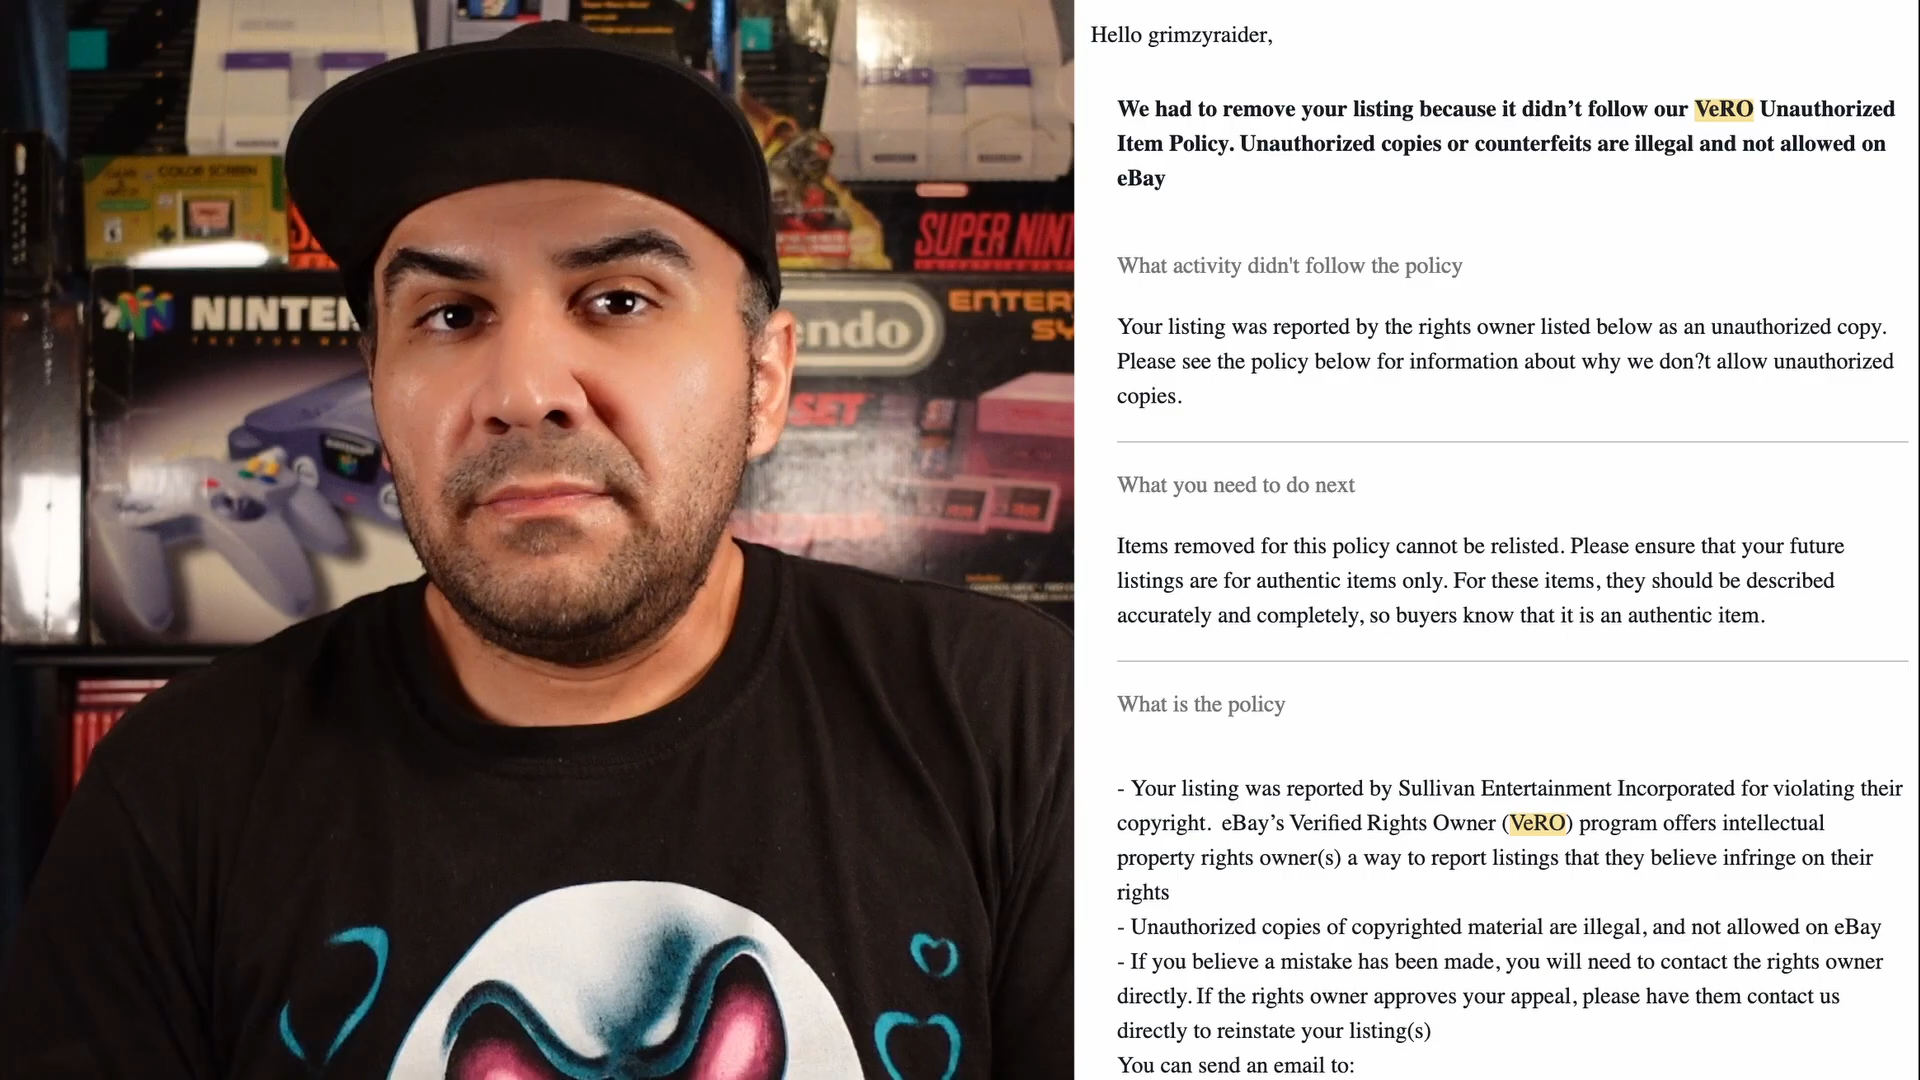 COLOR SCREEN
SUPER NINT
NINTEN
endo
ENTER
SY
SET
Hello grimzyraider,
We had to remove your listing because it didn’t follow our VeRO Unauthorized
Item Policy. Unauthorized copies or counterfeits are illegal and not allowed on
eBay
What activity didn't follow the policy
Your listing was reported by the rights owner listed below as an unauthorized copy.
Please see the policy below for information about why we don?t allow unauthorized
copies.
What you need to do next
Items removed for this policy cannot be relisted. Please ensure that your future
listings are for authentic items only. For these items, they should be described
accurately and completely, so buyers know that it is an authentic item.
What is the policy
- Your listing was reported by Sullivan Entertainment Incorporated for violating their
copyright.  eBay’s Verified Rights Owner (VeRO) program offers intellectual
property rights owner(s) a way to report listings that they believe infringe on their
rights
- Unauthorized copies of copyrighted material are illegal, and not allowed on eBay
- If you believe a mistake has been made, you will need to contact the rights owner
directly. If the rights owner approves your appeal, please have them contact us
directly to reinstate your listing(s)
You can send an email to: